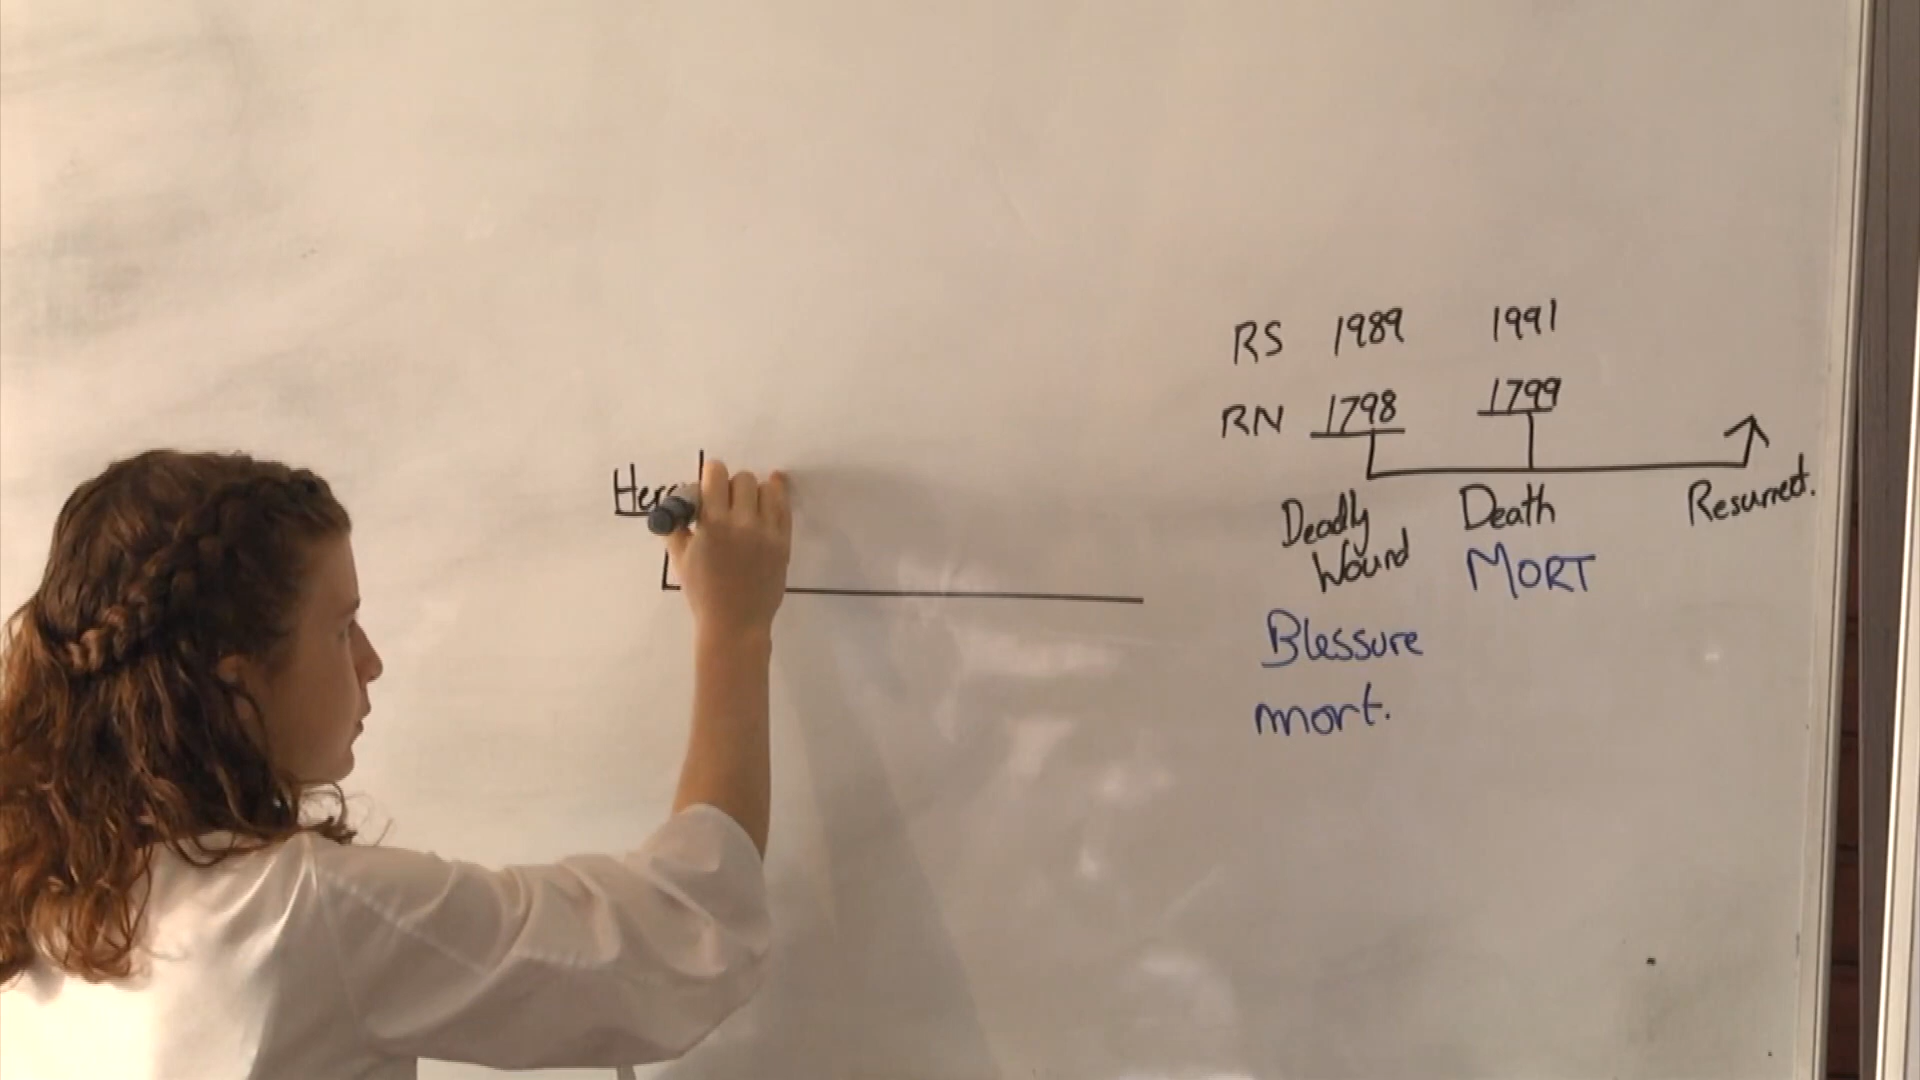 RS 1989 1991
RN 1798 1799
Deadly Wound
Death
Resurrect.
MORT
Blessure
mort.